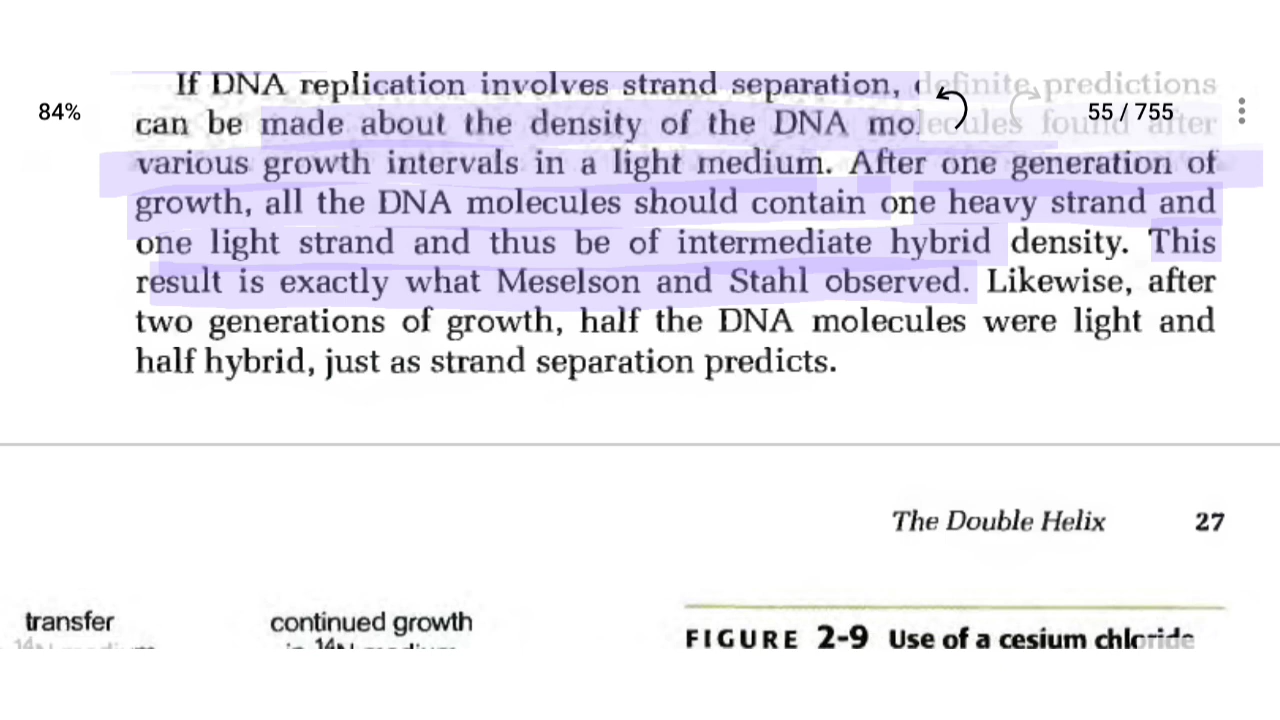 If DNA replication involves strand separation, definite predictions
84%
55 / 755
can be made about the density of the DNA molecules found after
various growth intervals in a light medium. After one generation of
growth, all the DNA molecules should contain one heavy strand and
one light strand and thus be of intermediate hybrid density. This
result is exactly what Meselson and Stahl observed. Likewise, after
two generations of growth, half the DNA molecules were light and
half hybrid, just as strand separation predicts.
The Double Helix 27
transfer
continued growth
FIGURE 2-9 Use of a cesium chloride
in 14N medium